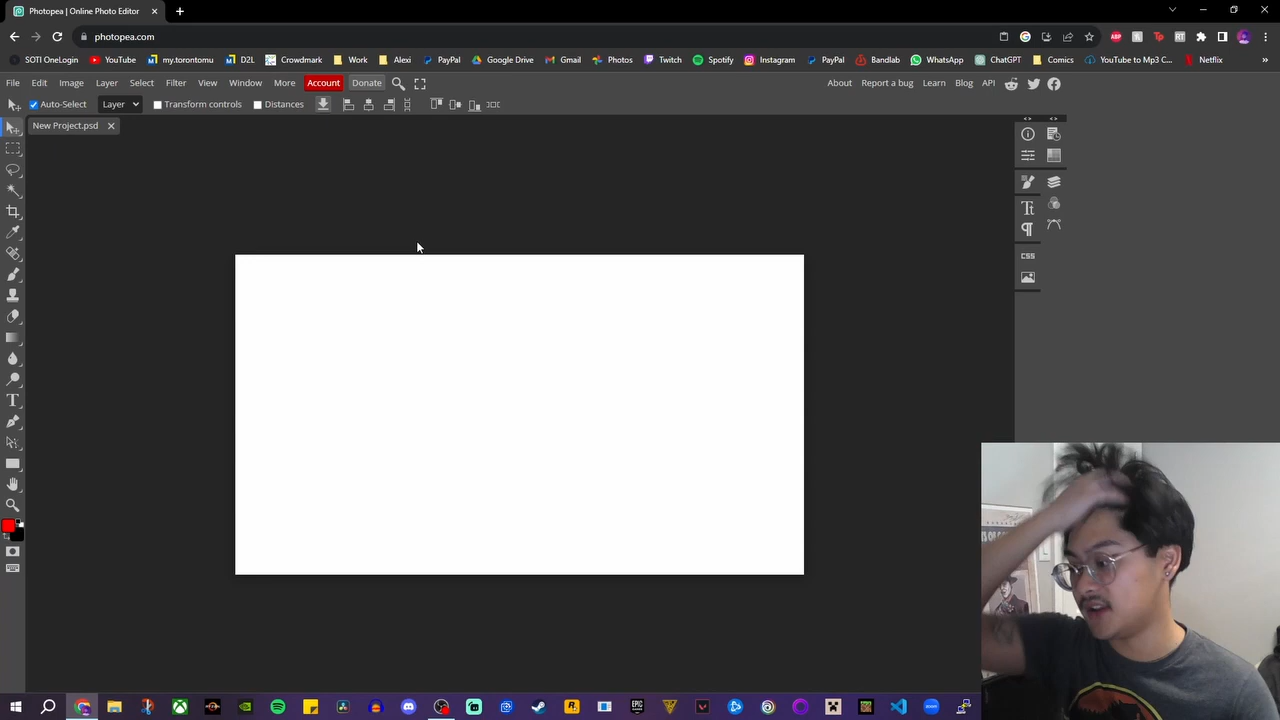 Photopea | Online Photo Editor
photopea.com
SOTI OneLogin YouTube my.torontomu D2L Crowdmark Work Alexi PayPal Google Drive Gmail Photos Twitch Spotify Instagram PayPal Bandlab WhatsApp ChatGPT Comics YouTube to Mp3 C... Netflix »
File Edit Image Layer Select Filter View Window More Account Donate About Report a bug Learn Blog API
Auto-Select Layer Transform controls Distances
New Project.psd
CSS